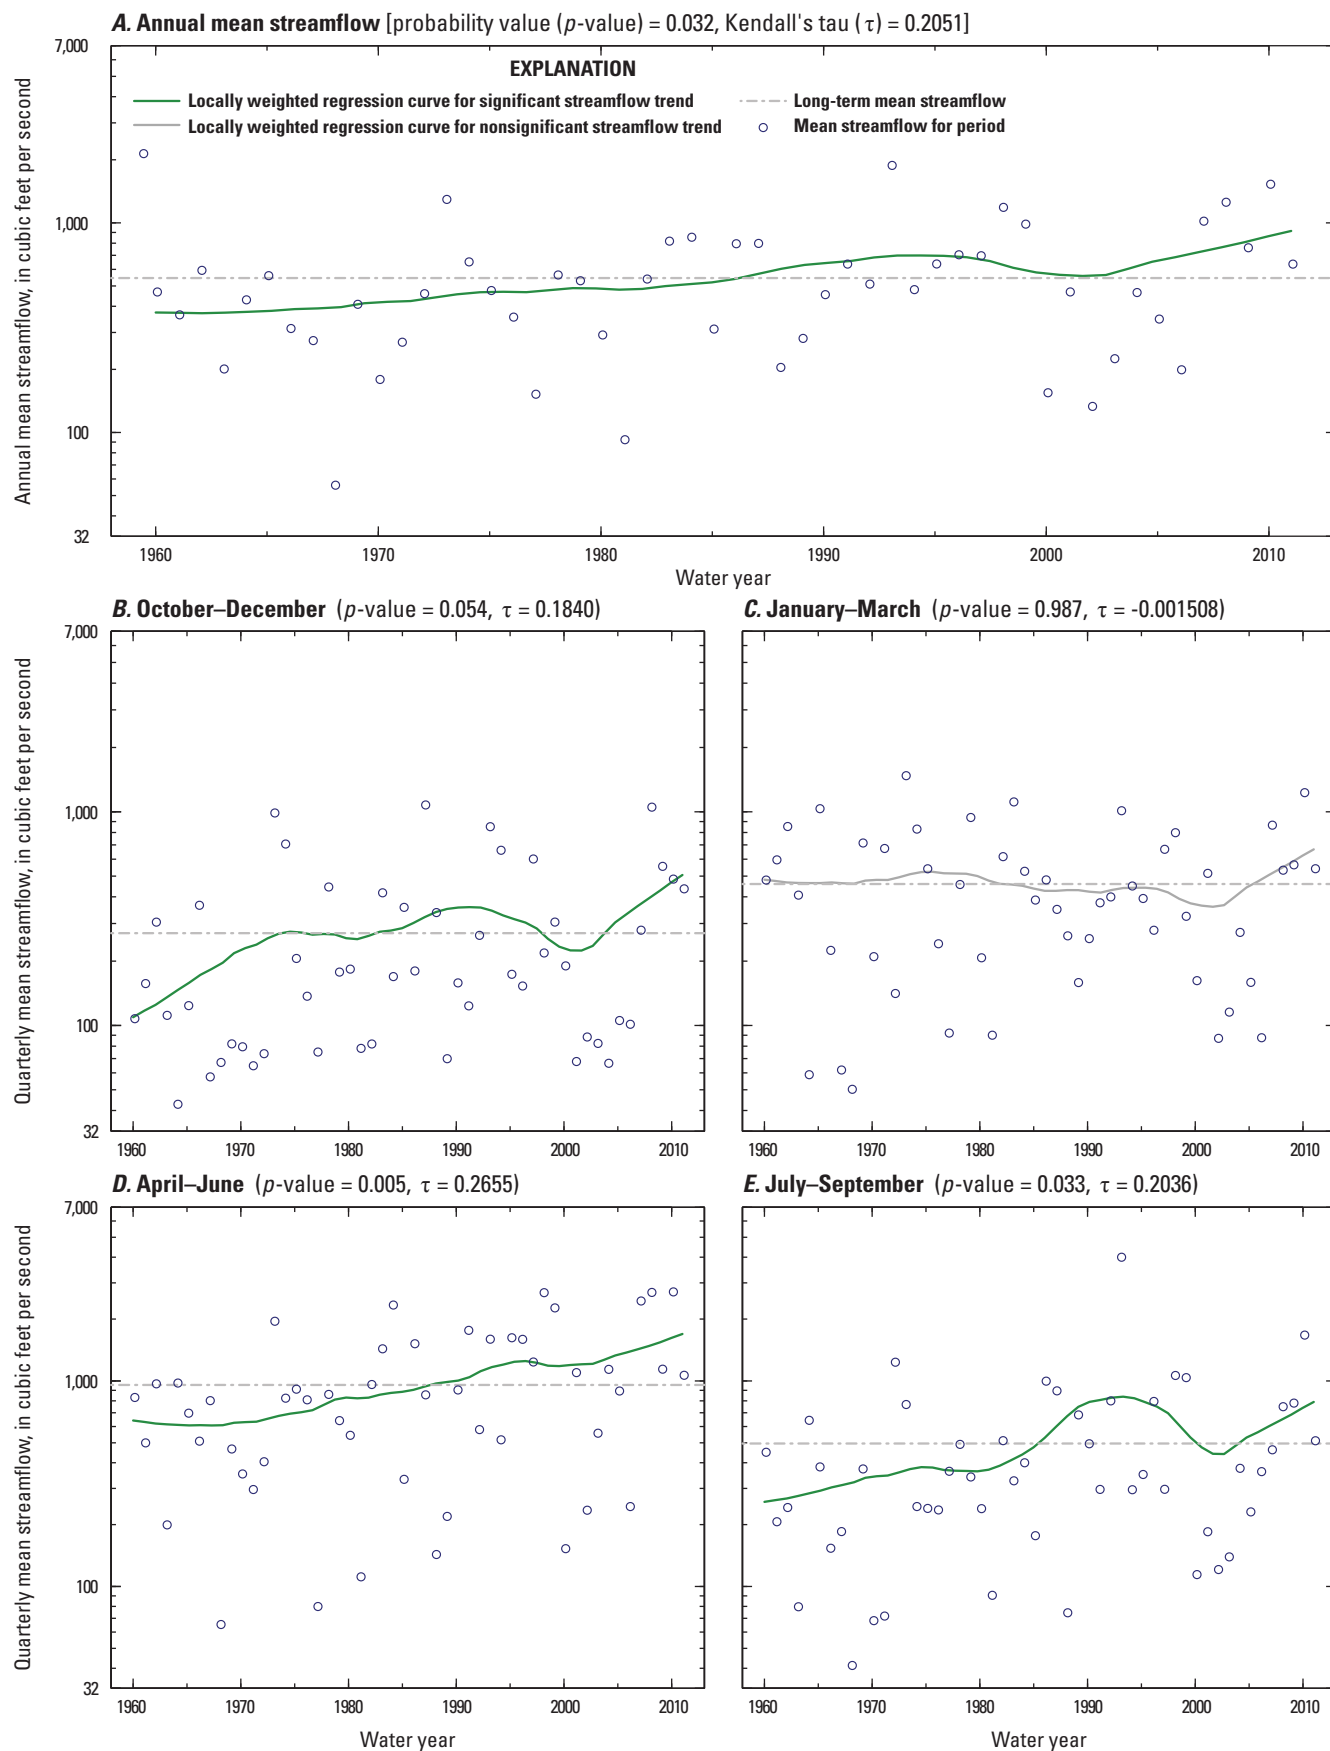 A. Annual mean streamflow [probability value (p-value) = 0.032, Kendall's tau (τ) = 0.2051]
7,000
1,000
100
32
Annual mean streamflow, in cubic feet per second
EXPLANATION
Locally weighted regression curve for significant streamflow trend
Locally weighted regression curve for nonsignificant streamflow trend
Long-term mean streamflow
Mean streamflow for period
1960 1970 1980 1990 2000 2010
Water year
B. October–December (p-value = 0.054, τ = 0.1840)
7,000
1,000
100
32
Quarterly mean streamflow, in cubic feet per second
1960 1970 1980 1990 2000 2010
C. January–March (p-value = 0.987, τ = -0.001508)
1960 1970 1980 1990 2000 2010
D. April–June (p-value = 0.005, τ = 0.2655)
7,000
1,000
100
32
Quarterly mean streamflow, in cubic feet per second
1960 1970 1980 1990 2000 2010
Water year
E. July–September (p-value = 0.033, τ = 0.2036)
1960 1970 1980 1990 2000 2010
Water year